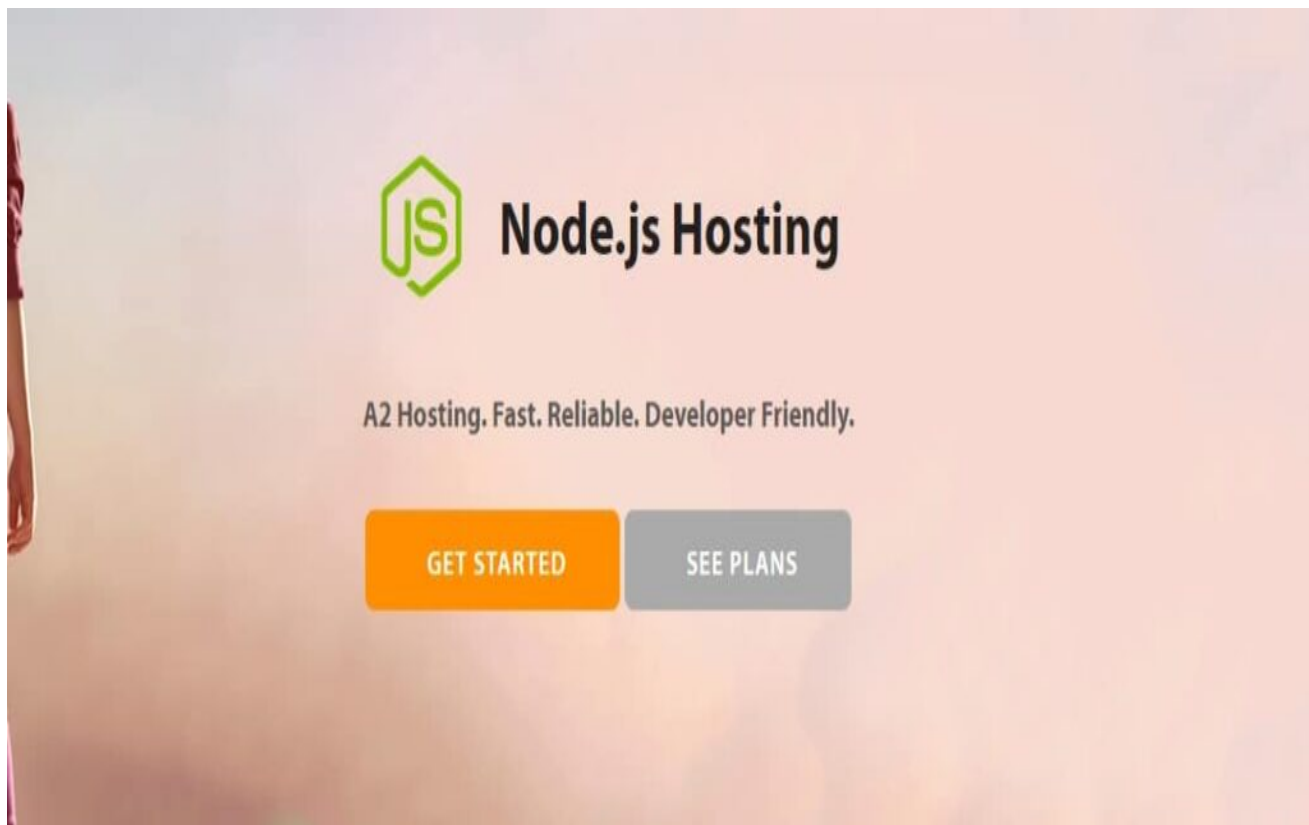 JS
Node.js Hosting
A2 Hosting. Fast. Reliable. Developer Friendly.
GET STARTED
SEE PLANS